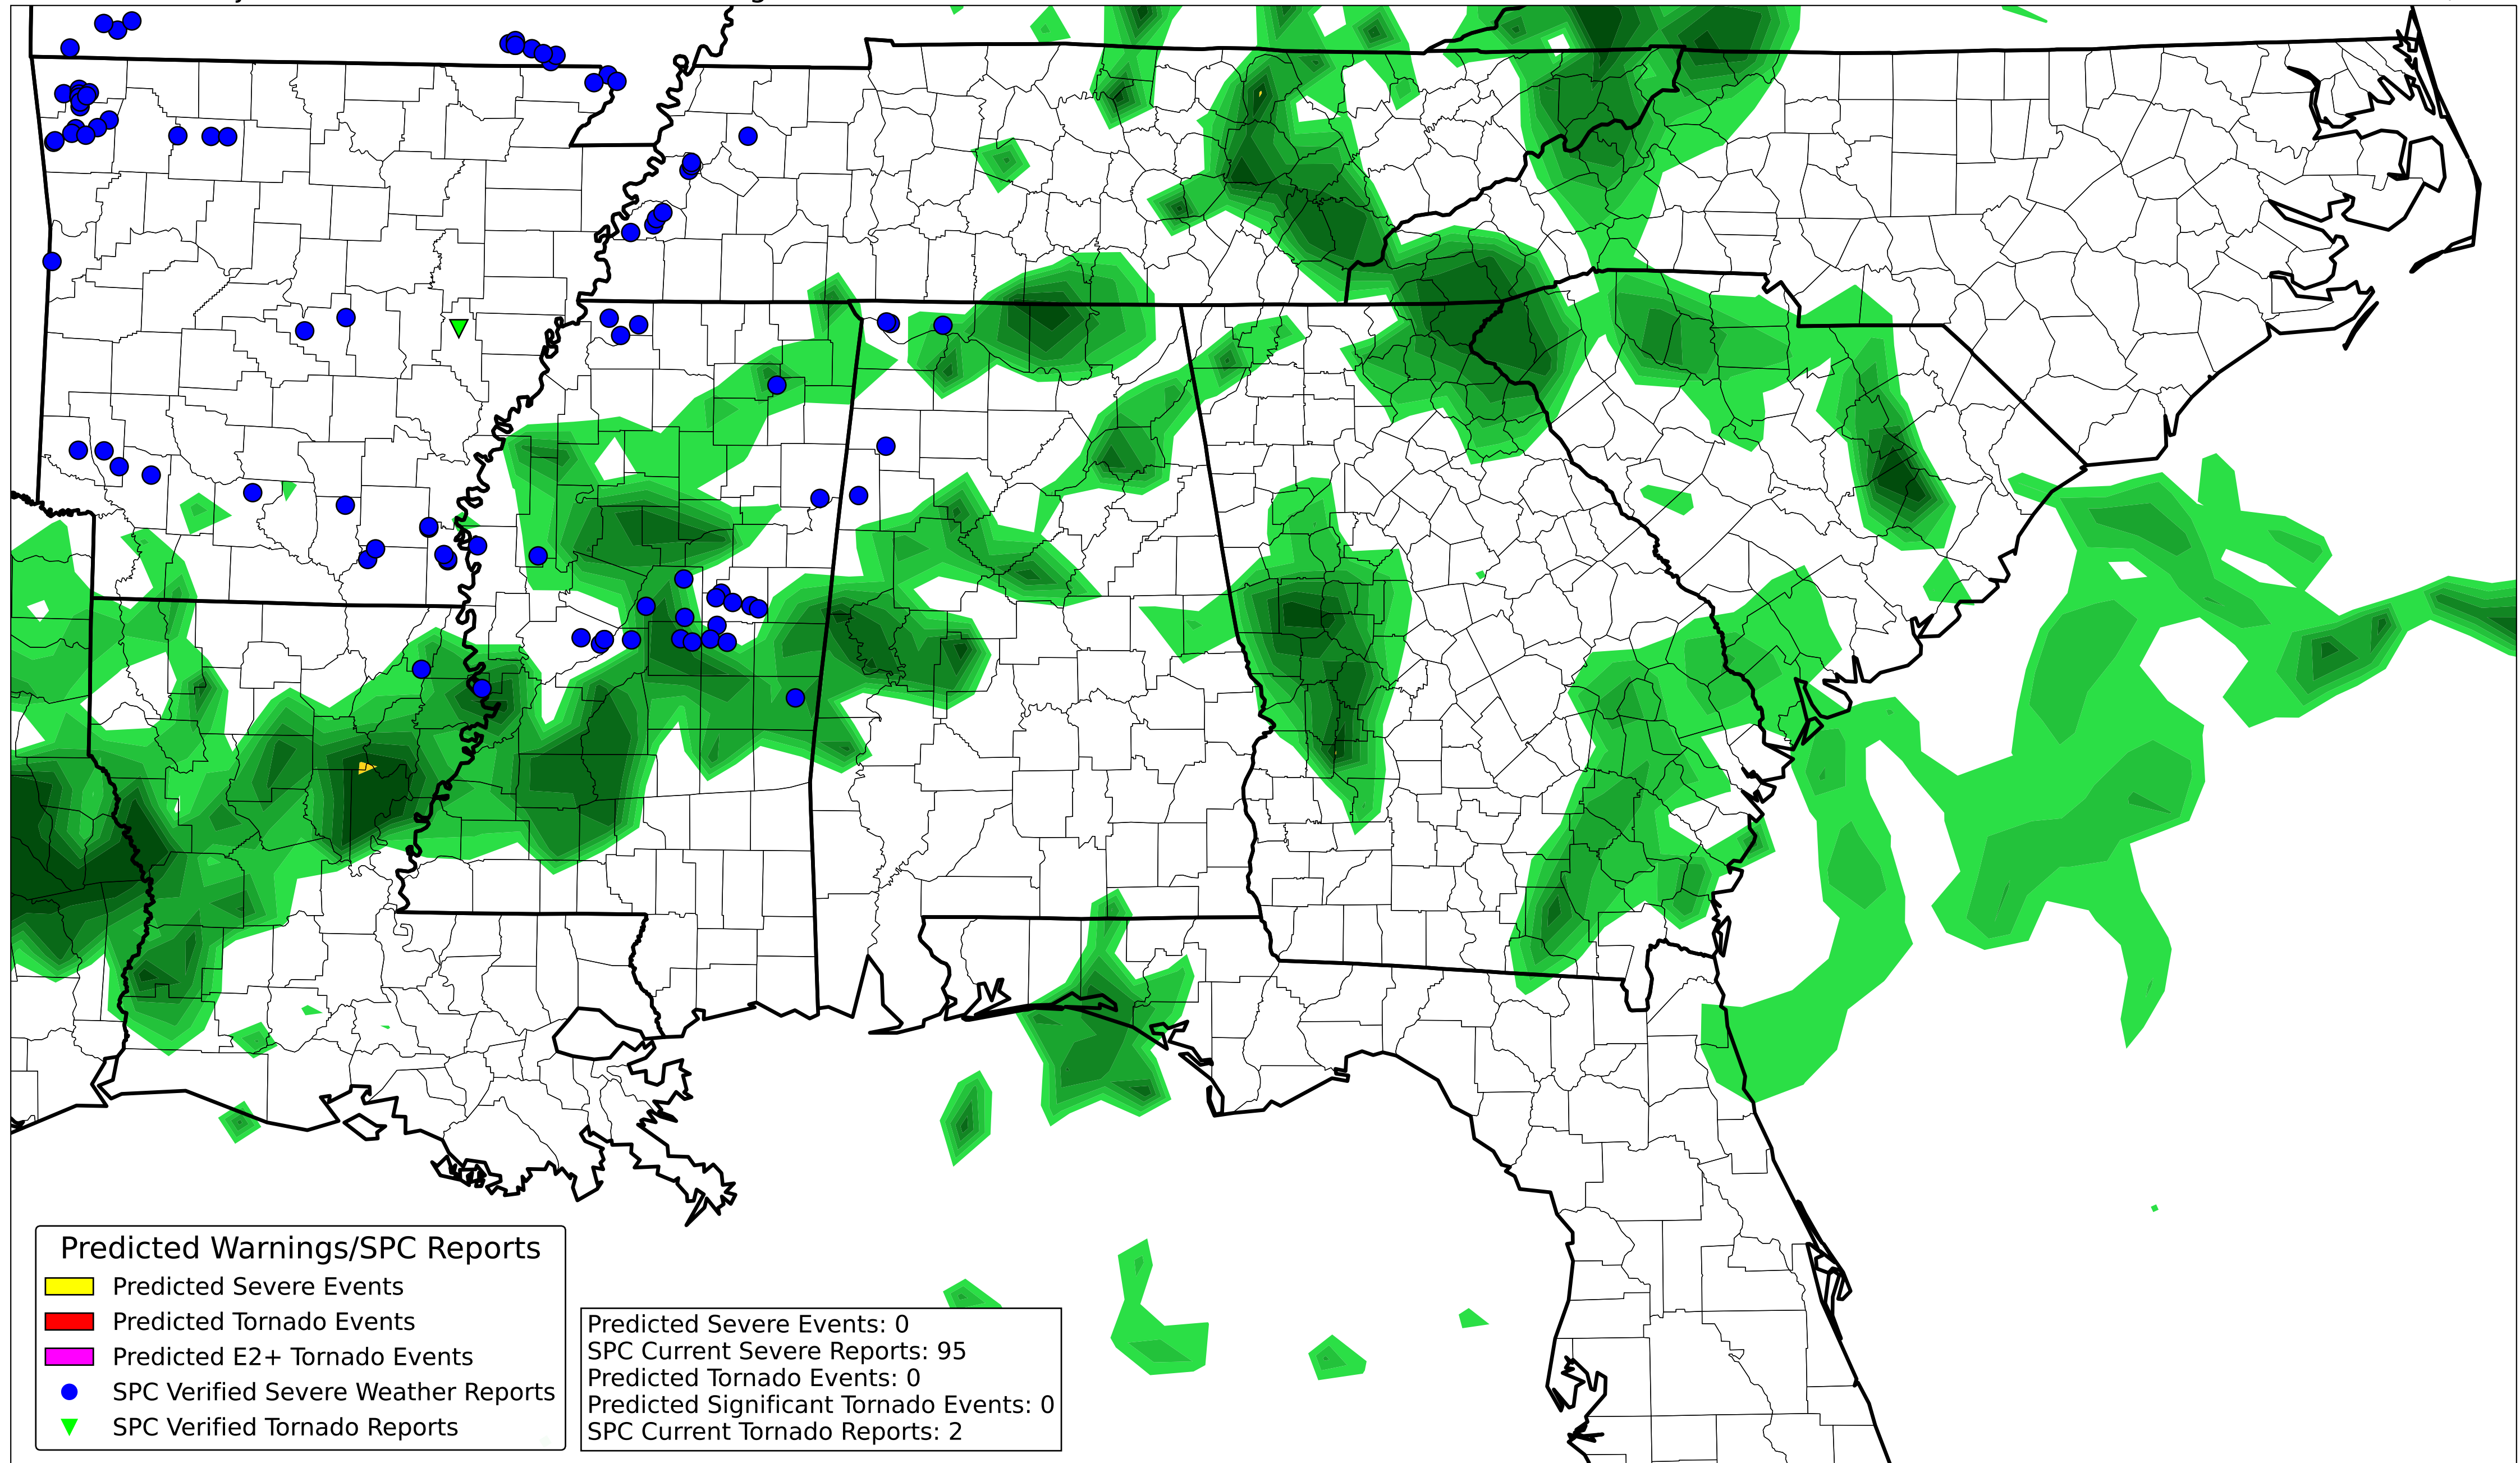 Predicted Warnings/SPC Reports
Predicted Severe Events
Predicted Tornado Events
Predicted E2+ Tornado Events
SPC Verified Severe Weather Reports
SPC Verified Tornado Reports
Predicted Severe Events: 0
SPC Current Severe Reports: 95
Predicted Tornado Events: 0
Predicted Significant Tornado Events: 0
SPC Current Tornado Reports: 2